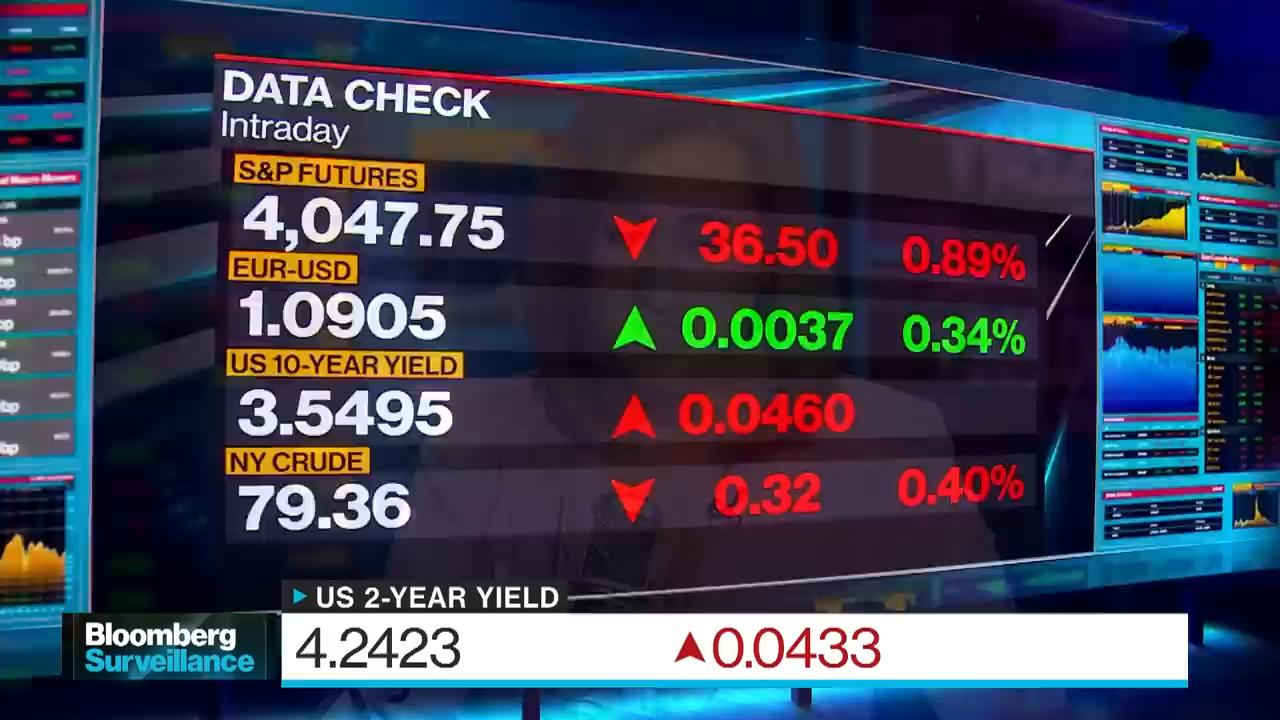 DATA CHECK
Intraday
S&P FUTURES
4,047.75 36.50 0.89%
EUR-USD
1.0905 0.0037 0.34%
US 10-YEAR YIELD
3.5495 0.0460
NY CRUDE
79.36 0.32 0.40%
US 2-YEAR YIELD
4.2423 0.0433
Bloomberg
Surveillance